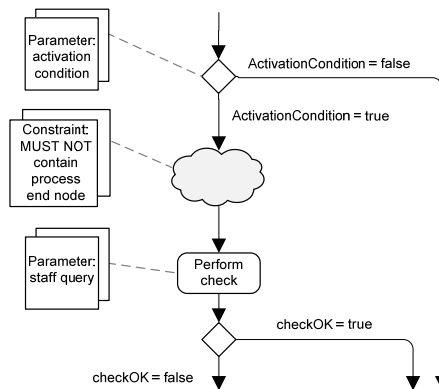 Parameter:
activation
condition
ActivationCondition = false
ActivationCondition = true
Constraint:
MUST NOT
contain
process
end node
Parameter:
staff query
Perform
check
checkOK = true
checkOK = false